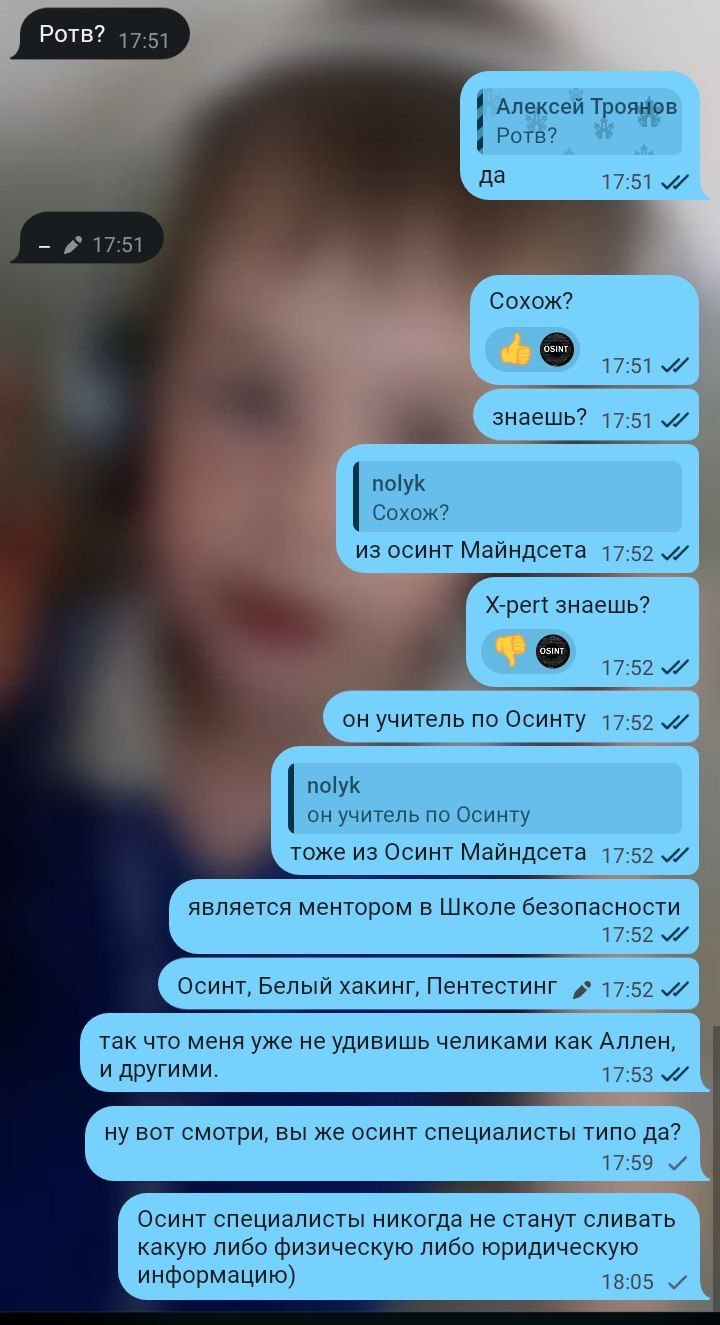 Ротв? 17:51
Алексей Троянов
Ротв?
да 17:51
_ 17:51
Сохож?
OSINT 17:51
знаешь? 17:51
nolyk
Сохож?
из осинт Майндсета 17:52
X-pert знаешь?
OSINT 17:52
он учитель по Осинту 17:52
nolyk
он учитель по Осинту
тоже из Осинт Майндсета 17:52
является ментором в Школе безопасности
17:52
Осинт, Белый хакинг, Пентестинг 17:52
так что меня уже не удивишь челиками как Аллен,
и другими. 17:53
ну вот смотри, вы же осинт специалисты типо да?
17:59
Осинт специалисты никогда не станут сливать
какую либо физическую либо юридическую
информацию) 18:05